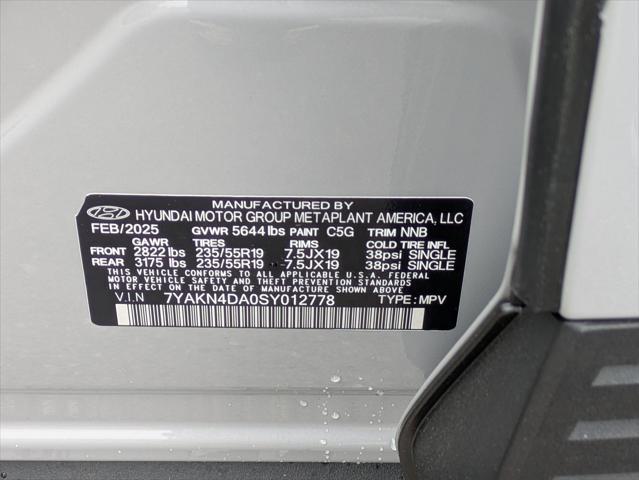 MANUFACTURED BY
HYUNDAI MOTOR GROUP METAPLANT AMERICA, LLC
FEB/2025 GVWR 5644 lbs PAINT C5G TRIM NNB
GAWR TIRES RIMS COLD TIRE INFL
FRONT 2822 lbs 235/55R19 7.5JX19 38psi SINGLE
REAR 3175 lbs 235/55R19 7.5JX19 38psi SINGLE
THIS VEHICLE CONFORMS TO ALL APPLICABLE U.S.A. FEDERAL
MOTOR VEHICLE SAFETY AND THEFT PREVENTION STANDARDS
IN EFFECT ON THE DATE OF MANUFACTURE SHOWN ABOVE.
V.I.N 7YAKN4DA0SY012778 TYPE : MPV